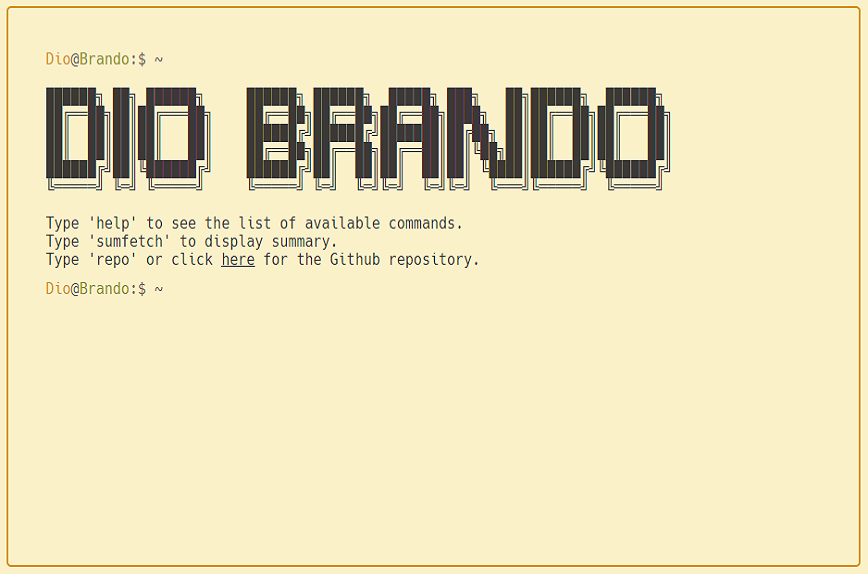 Dio@Brando:$ ~
DIO BRANDO
Type 'help' to see the list of available commands.
Type 'sumfetch' to display summary.
Type 'repo' or click here for the Github repository.
Dio@Brando:$ ~